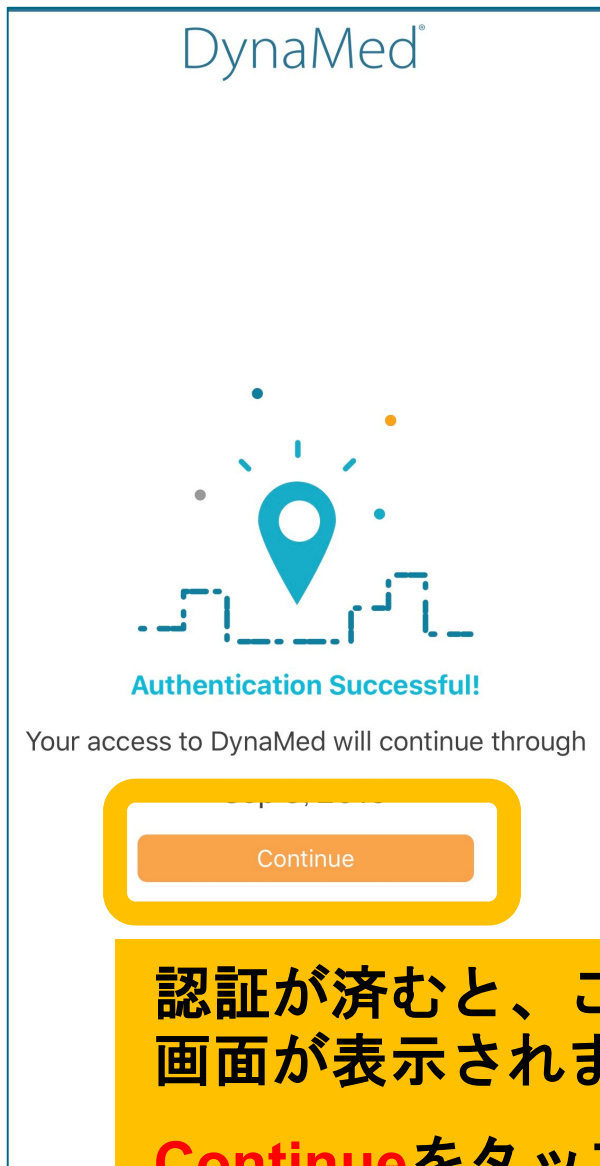 DynaMed®
Authentication Successful!
Your access to DynaMed will continue through
Continue
認証が済むと、こ
画面が表示されま
Continueをタップ